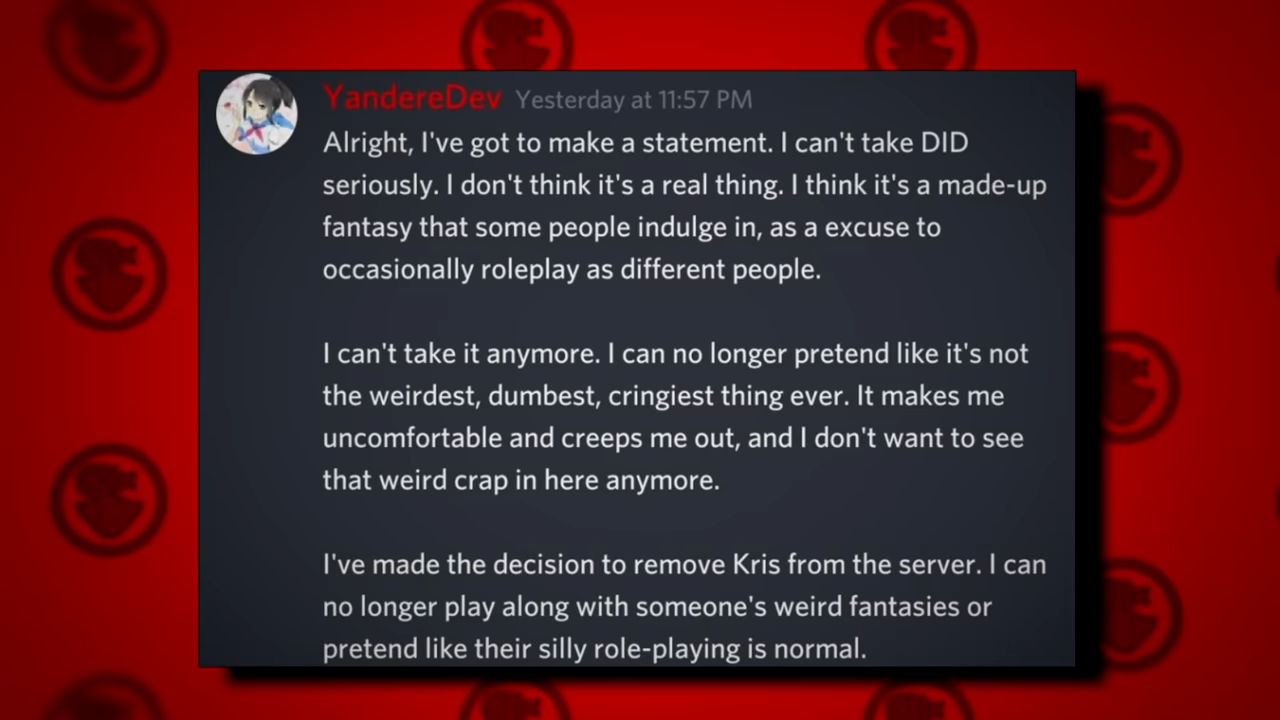 YandereDev Yesterday at 11:57 PM
Alright, I've got to make a statement. I can't take DID
seriously. I don't think it's a real thing. I think it's a made-up
fantasy that some people indulge in, as a excuse to
occasionally roleplay as different people.
I can't take it anymore. I can no longer pretend like it's not
the weirdest, dumbest, cringiest thing ever. It makes me
uncomfortable and creeps me out, and I don't want to see
that weird crap in here anymore.
I've made the decision to remove Kris from the server. I can
no longer play along with someone's weird fantasies or
pretend like their silly role-playing is normal.